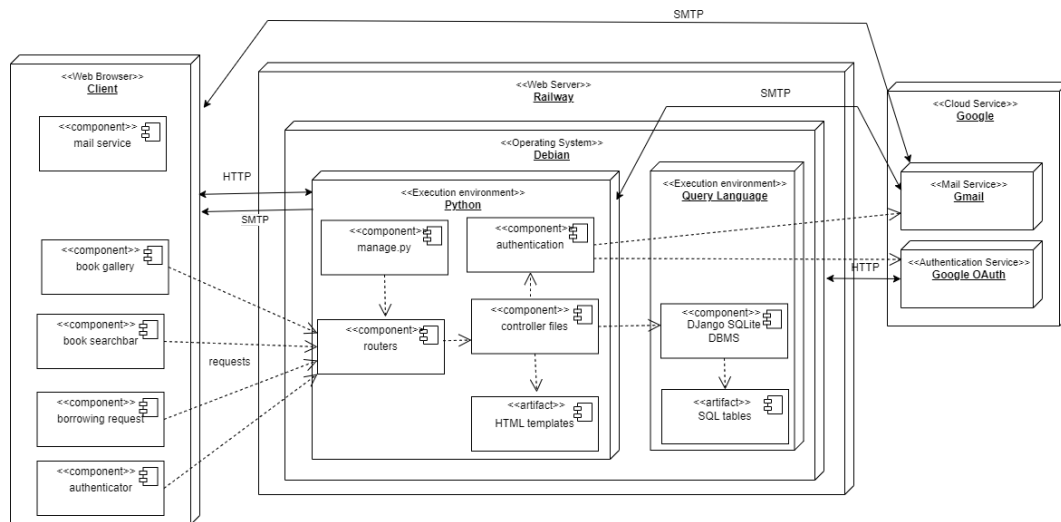 SMTP
<<Web Browser>>
Client
<<component>>
mail service
<<component>>
book gallery
<<component>>
book searchbar
<<component>>
borrowing request
<<component>>
authenticator
HTTP
SMTP
requests
<<Web Server>>
Railway
<<Operating System>>
Debian
<<Execution environment>>
Python
<<component>>
manage.py
<<component>>
authentication
<<component>>
routers
<<component>>
controller files
<<artifact>>
HTML templates
<<Execution environment>>
Query Language
<<component>>
DJango SQLite
DBMS
<<artifact>>
SQL tables
SMTP
HTTP
<<Cloud Service>>
Google
<<Mail Service>>
Gmail
<<Authentication Service>>
Google OAuth